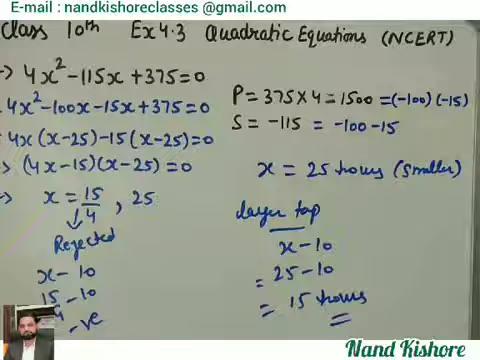 E-mail : nandkishoreclasses@gmail.com
Class 10th Ex 4.3 Quadratic Equations (NCERT)
→ 4x² - 115x + 375 = 0
4x² - 100x - 15x + 375 = 0
4x (x - 25) - 15 (x - 25) = 0
(4x - 15) (x - 25) = 0
→ x = 15/4 , 25
Rejected
x - 10
15/4 - 10
-ve
P = 375 × 4 = 1500 = (-100) (-15)
S = -115 = -100 - 15
x = 25 hours (smaller)
larger tap
x - 10
= 25 - 10
= 15 hours
Nand Kishore